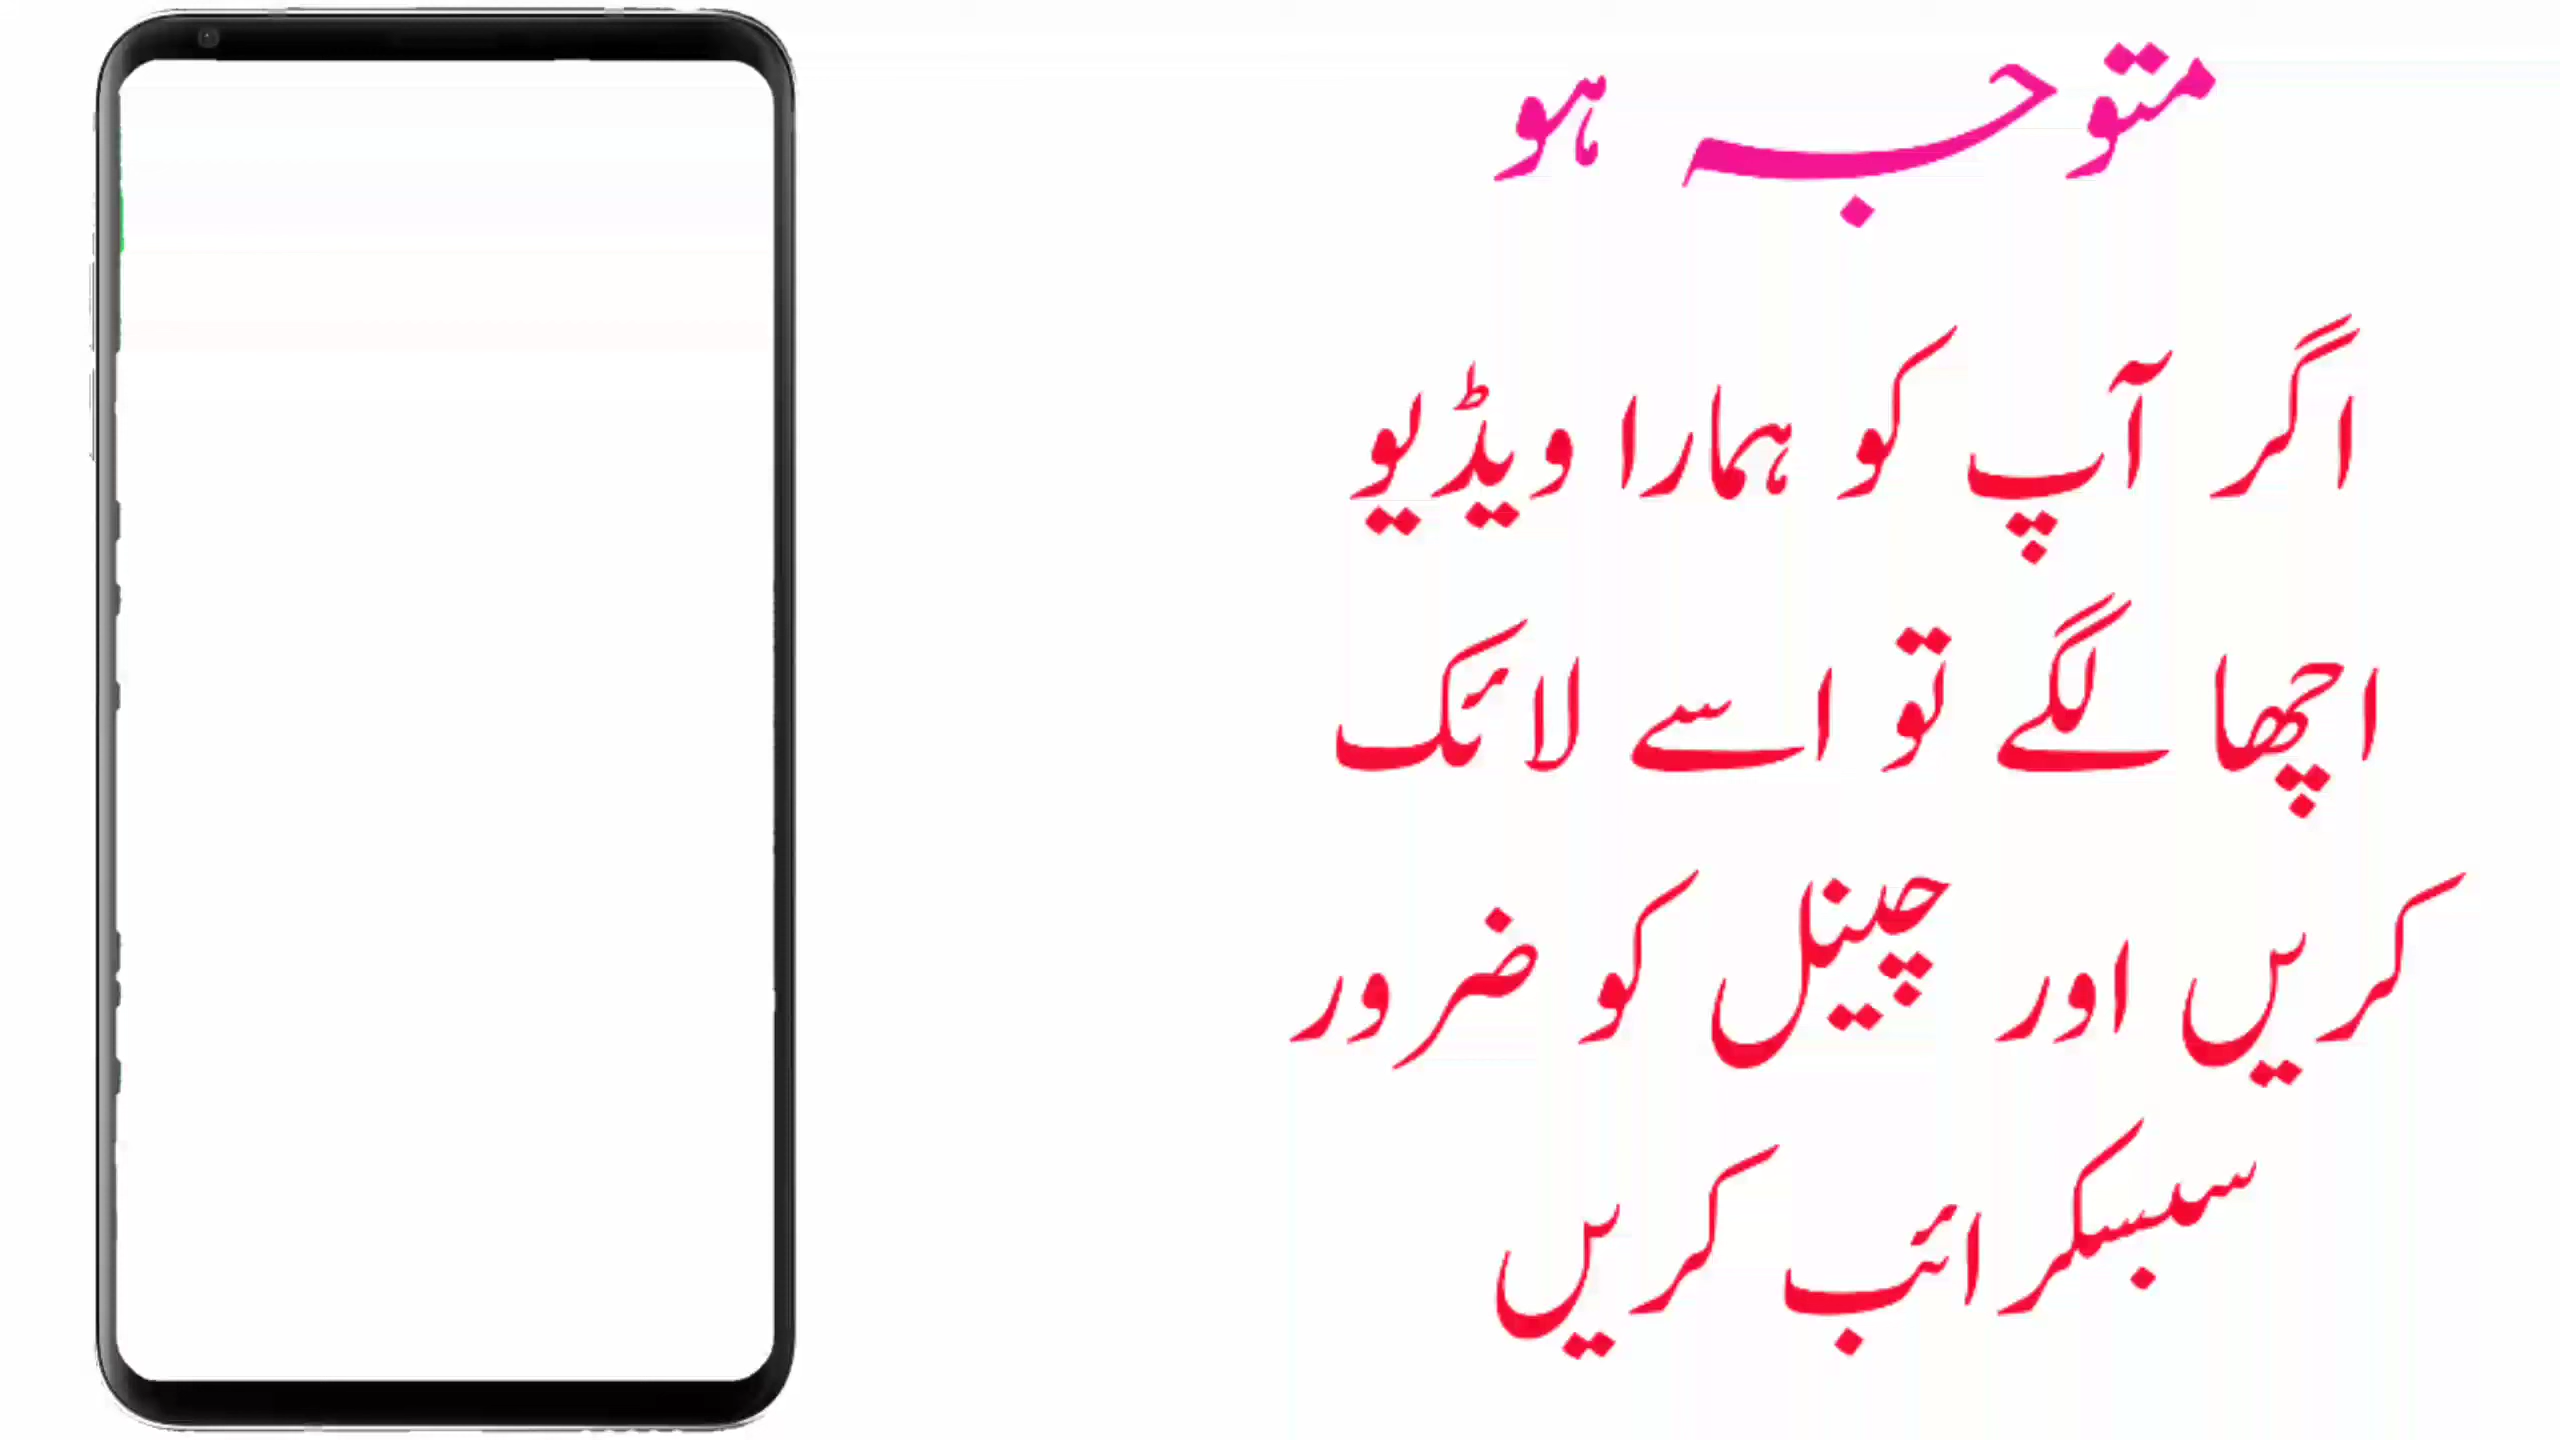 متوجہ ہو
اگر آپ کو ہمارا ویڈیو
اچھا لگے تو اسے لائک
کریں اور چینل کو ضرور
سبسکرائب کریں